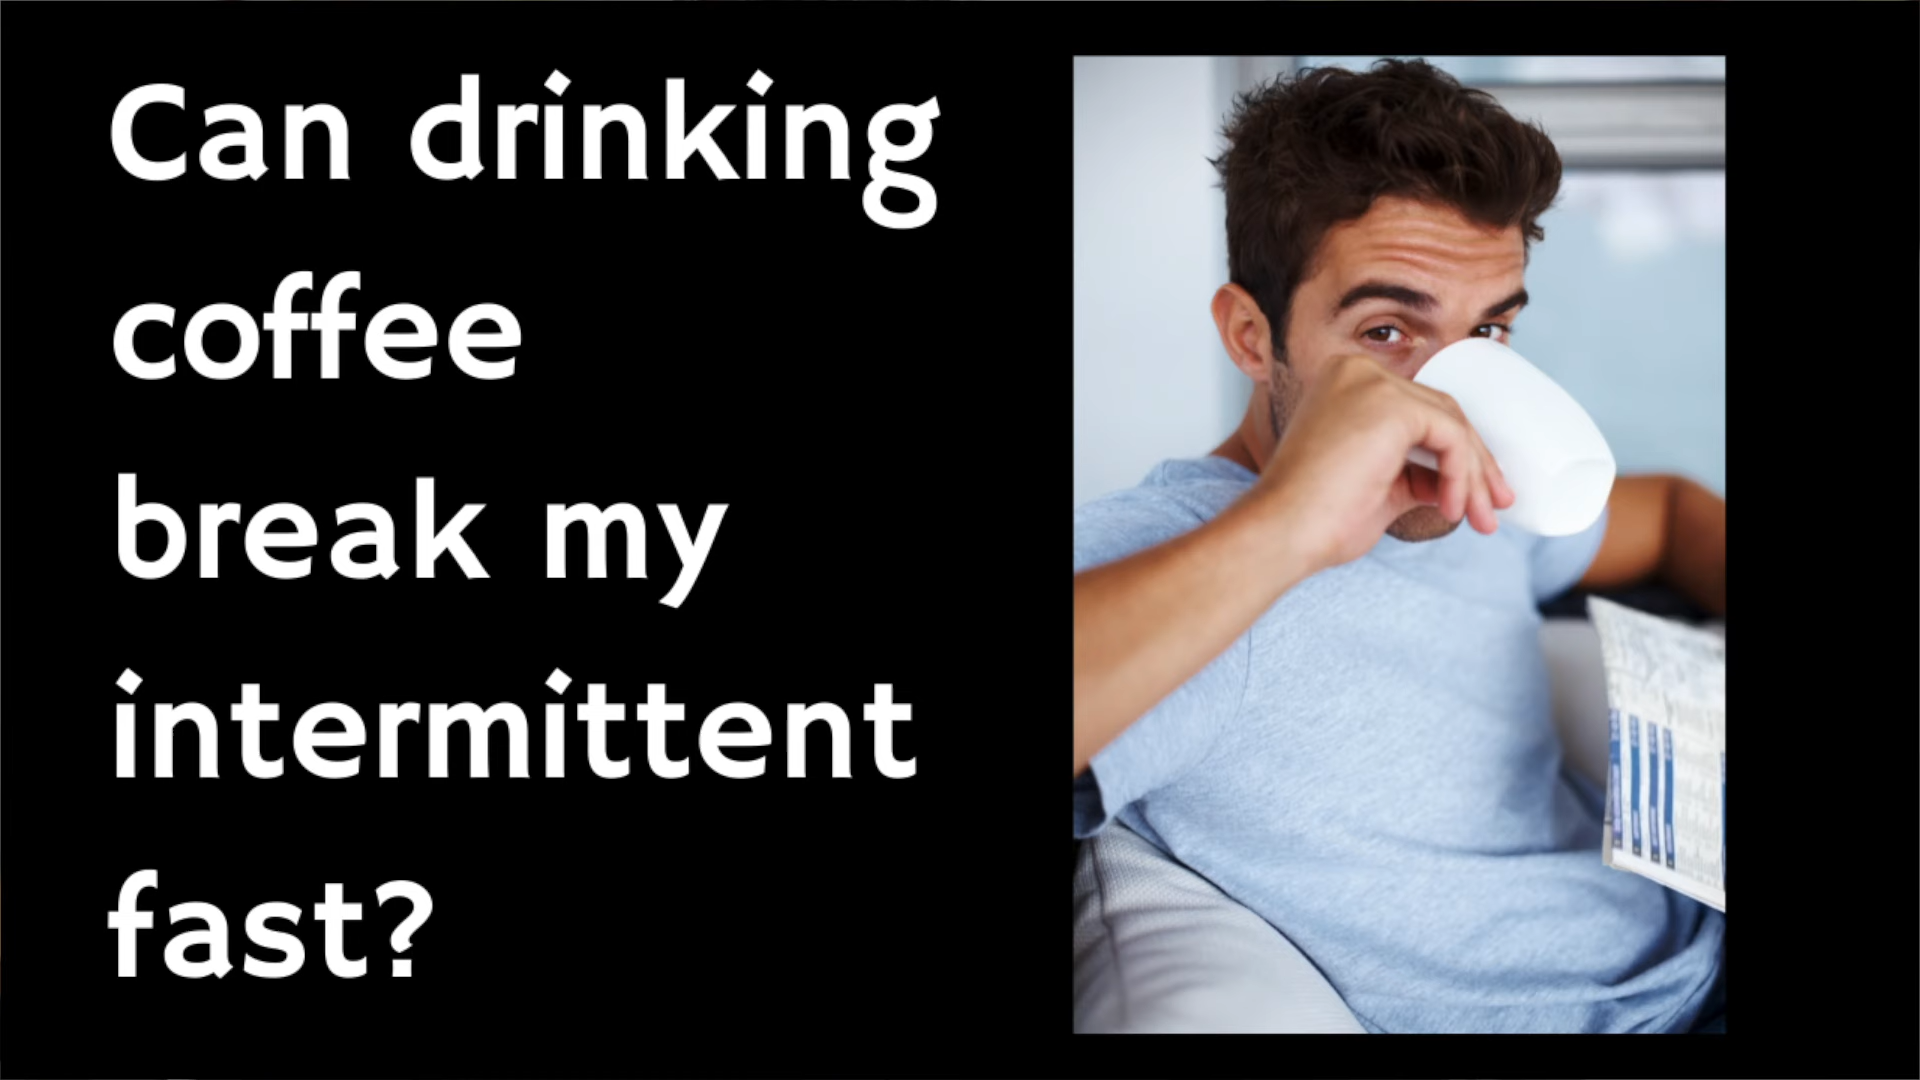 Can drinking
coffee
break my
intermittent
fast?